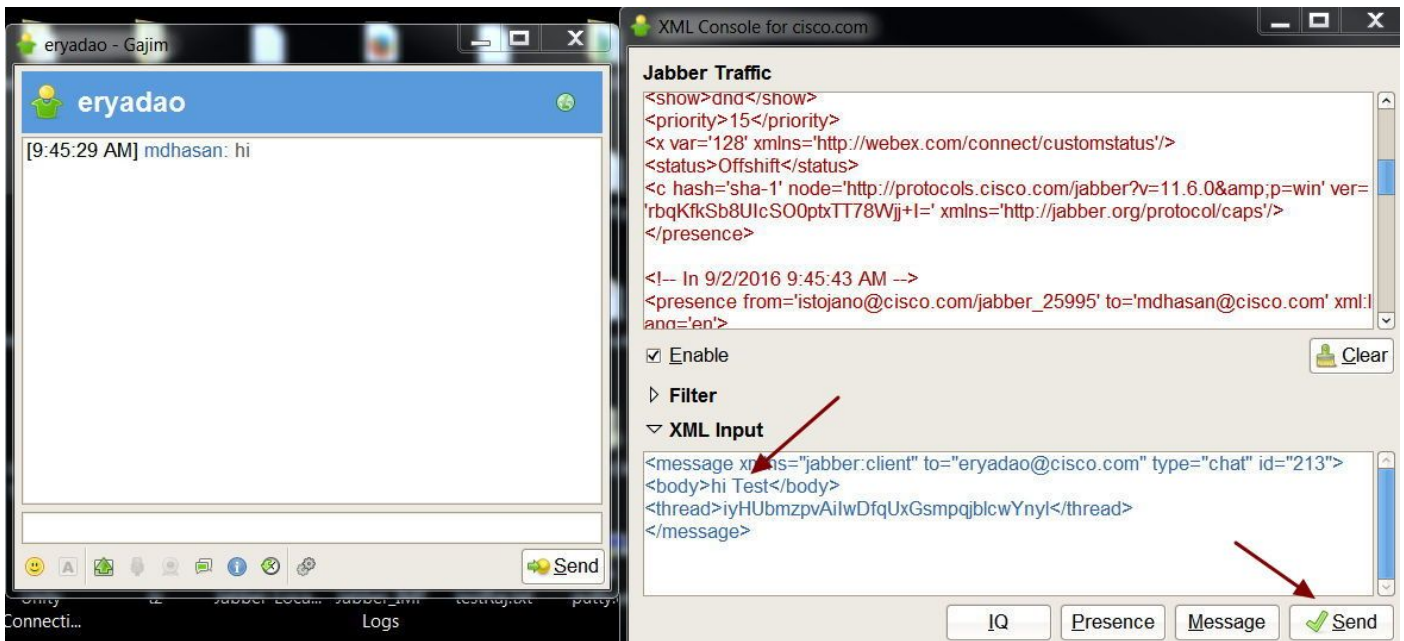 eryadao - Gajim
eryadao
[9:45:29 AM] mdhasan: hi
Send
Connecti...
Logs
XML Console for cisco.com
Jabber Traffic
<show>dnd</show>
<priority>15</priority>
<x var='128' xmlns='http://webex.com/connect/customstatus'/>
<status>Offshift</status>
<c hash='sha-1' node='http://protocols.cisco.com/jabber?v=11.6.0&amp;p=win' ver=
'rbqKfkSb8UIcSO0ptxTT78Wjj+I=' xmlns='http://jabber.org/protocol/caps'/>
</presence>
<!-- In 9/2/2016 9:45:43 AM -->
<presence from='istojano@cisco.com/jabber_25995' to='mdhasan@cisco.com' xml:l
ang='en'>
Enable
Clear
Filter
XML Input
<message xmlns="jabber:client" to="eryadao@cisco.com" type="chat" id="213">
<body>hi Test</body>
<thread>iyHUbmzpvAiIwDfqUxGsmpqjblcwYnyl</thread>
</message>
IQ
Presence
Message
Send